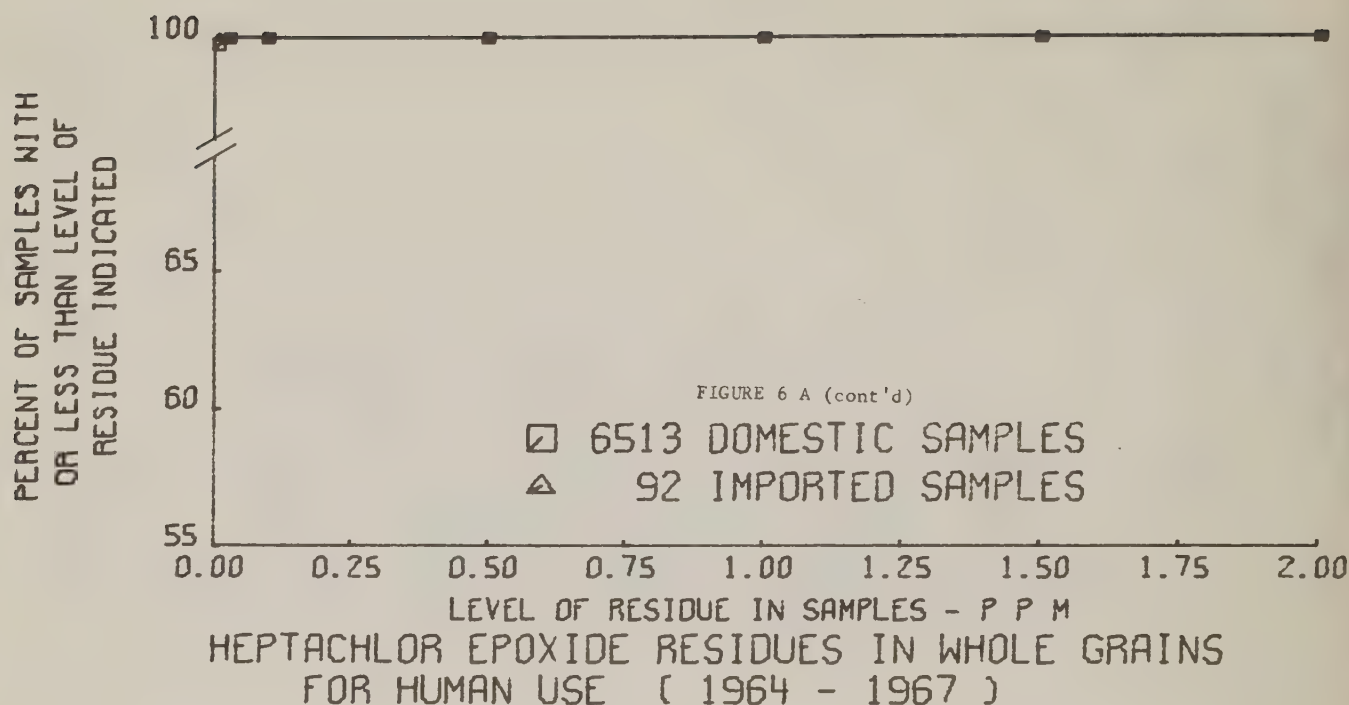 100
65
60
55
PERCENT OF SAMPLES WITH
OR LESS THAN LEVEL OF
RESIDUE INDICATED
FIGURE 6 A (cont'd)
6513 DOMESTIC SAMPLES
92 IMPORTED SAMPLES
0.00 0.25 0.50 0.75 1.00 1.25 1.50 1.75 2.00
LEVEL OF RESIDUE IN SAMPLES - P P M
HEPTACHLOR EPOXIDE RESIDUES IN WHOLE GRAINS
FOR HUMAN USE ( 1964 - 1967 )